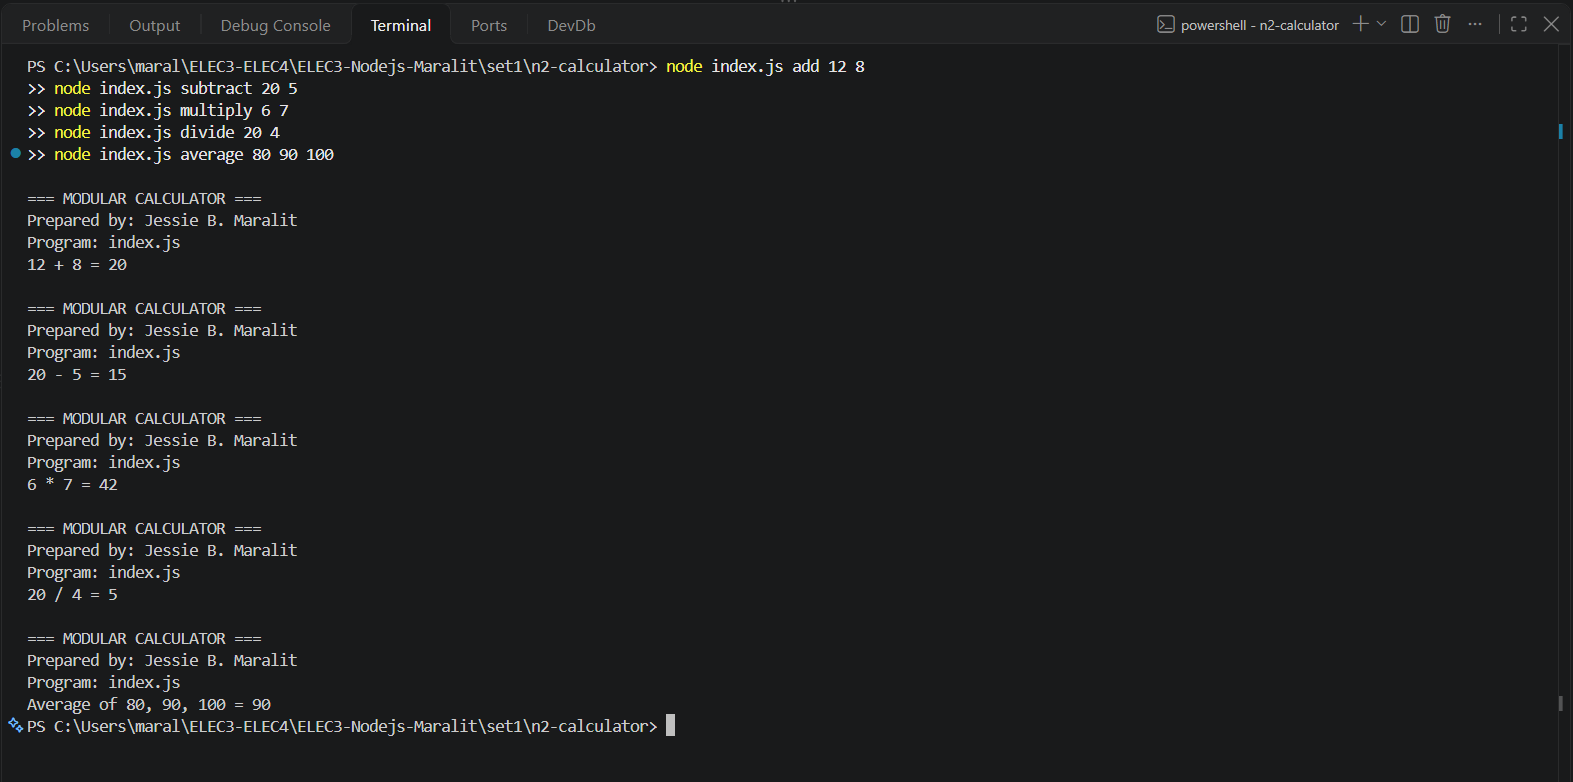 Problems Output Debug Console Terminal Ports DevDb powershell - n2-calculator
PS C:\Users\maral\ELEC3-ELEC4\ELEC3-Nodejs-Maralit\set1\n2-calculator> node index.js add 12 8
>> node index.js subtract 20 5
>> node index.js multiply 6 7
>> node index.js divide 20 4
>> node index.js average 80 90 100
=== MODULAR CALCULATOR ===
Prepared by: Jessie B. Maralit
Program: index.js
12 + 8 = 20
=== MODULAR CALCULATOR ===
Prepared by: Jessie B. Maralit
Program: index.js
20 - 5 = 15
=== MODULAR CALCULATOR ===
Prepared by: Jessie B. Maralit
Program: index.js
6 * 7 = 42
=== MODULAR CALCULATOR ===
Prepared by: Jessie B. Maralit
Program: index.js
20 / 4 = 5
=== MODULAR CALCULATOR ===
Prepared by: Jessie B. Maralit
Program: index.js
Average of 80, 90, 100 = 90
PS C:\Users\maral\ELEC3-ELEC4\ELEC3-Nodejs-Maralit\set1\n2-calculator>